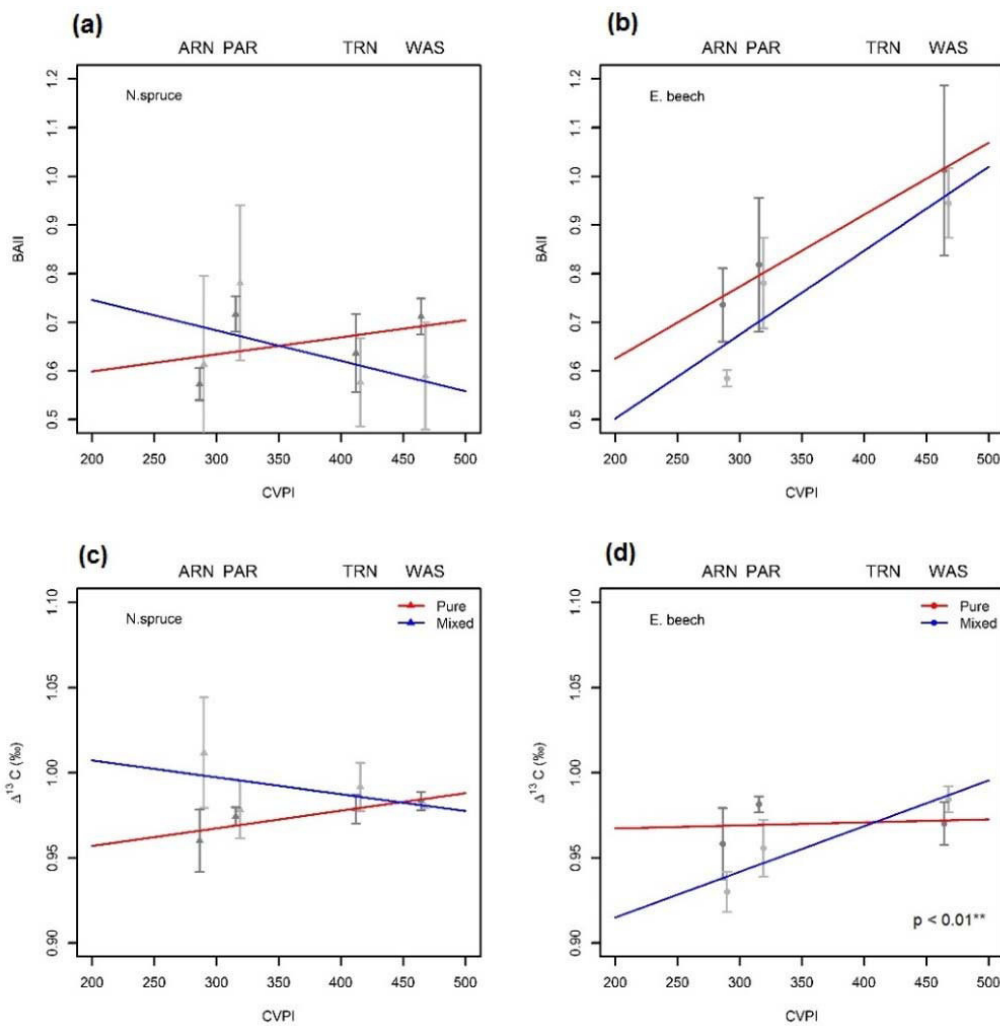 (a)
ARN PAR TRN WAS
N.spruce
BAII
0.5 0.6 0.7 0.8 0.9 1.0 1.1 1.2
200 250 300 350 400 450 500
CVPI
(b)
ARN PAR TRN WAS
E. beech
BAII
0.5 0.6 0.7 0.8 0.9 1.0 1.1 1.2
200 250 300 350 400 450 500
CVPI
(c)
ARN PAR TRN WAS
N.spruce
Pure
Mixed
Δ¹³ C (‰)
0.90 0.95 1.00 1.05 1.10
200 250 300 350 400 450 500
CVPI
(d)
ARN PAR TRN WAS
E. beech
Pure
Mixed
Δ¹³ C (‰)
0.90 0.95 1.00 1.05 1.10
p < 0.01**
200 250 300 350 400 450 500
CVPI